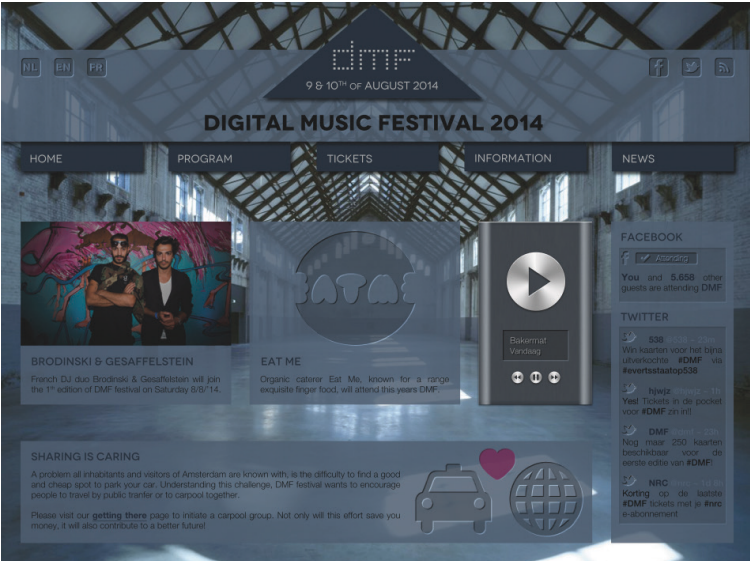 dmf
NL EN FR
9 & 10TH OF AUGUST 2014
DIGITAL MUSIC FESTIVAL 2014
HOME
PROGRAM
TICKETS
INFORMATION
NEWS
BRODINSKI & GESAFFELSTEIN
French DJ duo Brodinski & Gesaffelstein will join
the 1st edition of DMF festival on Saturday 8/8/'14.
EATME
EAT ME
Organic caterer Eat Me, known for a range
exquisite finger food, will attend this years DMF.
Bakermat
Vandaag
FACEBOOK
Attending
You and 5.658 other
guests are attending DMF
TWITTER
538
Win kaarten voor het bijna
uitverkochte #DMF via
#evertsstaatop538
hjwjz
Yes! Tickets in de pocket
voor #DMF zin in!!
DMF
Nog maar 250 kaarten
beschikbaar voor de
eerste editie van #DMF!
NRC
Korting op de laatste
#DMF tickets met je #nrc
e-abonnement
SHARING IS CARING
A problem all inhabitants and visitors of Amsterdam are known with, is the difficulty to find a good
and cheap spot to park your car. Understanding this challenge, DMF festival wants to encourage
people to travel by public tranfer or to carpool together.
Please visit our getting there page to initiate a carpool group. Not only will this effort save you
money, it will also contribute to a better future!